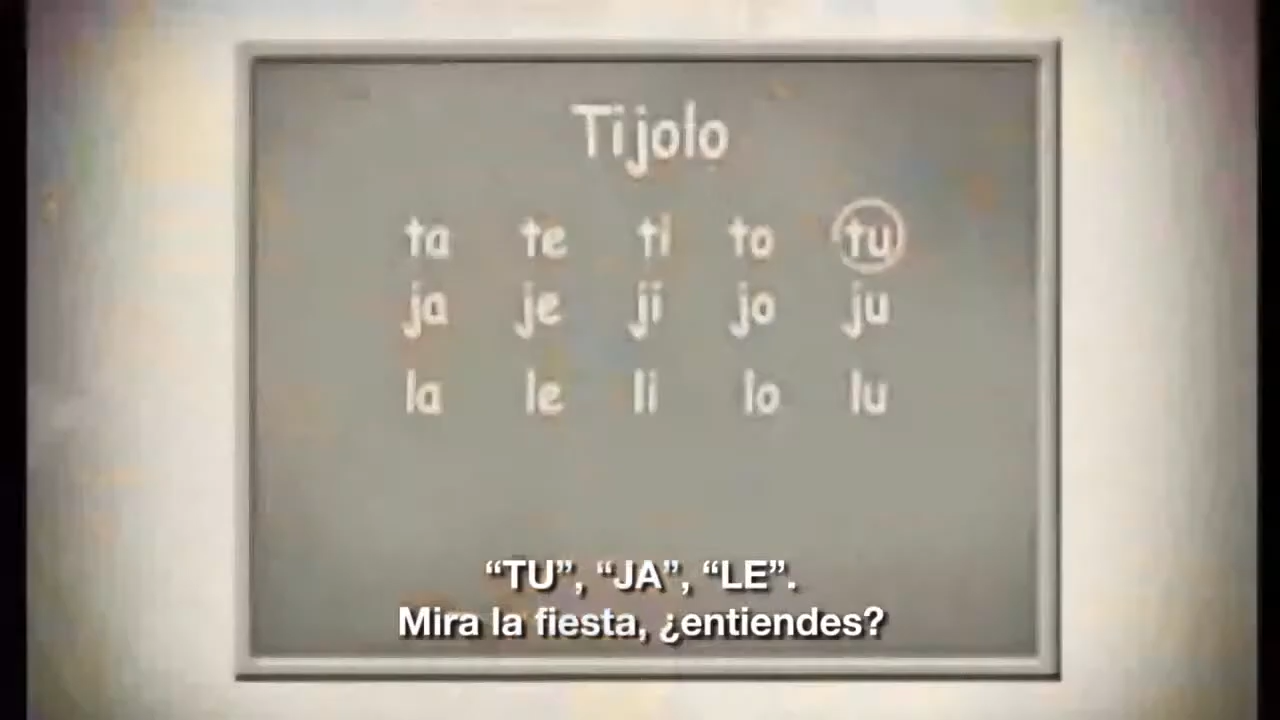 Tijolo
ta te ti to tu
ja je ji jo ju
la le li lo lu
“TU”, “JA”, “LE”.
Mira la fiesta, ¿entiendes?